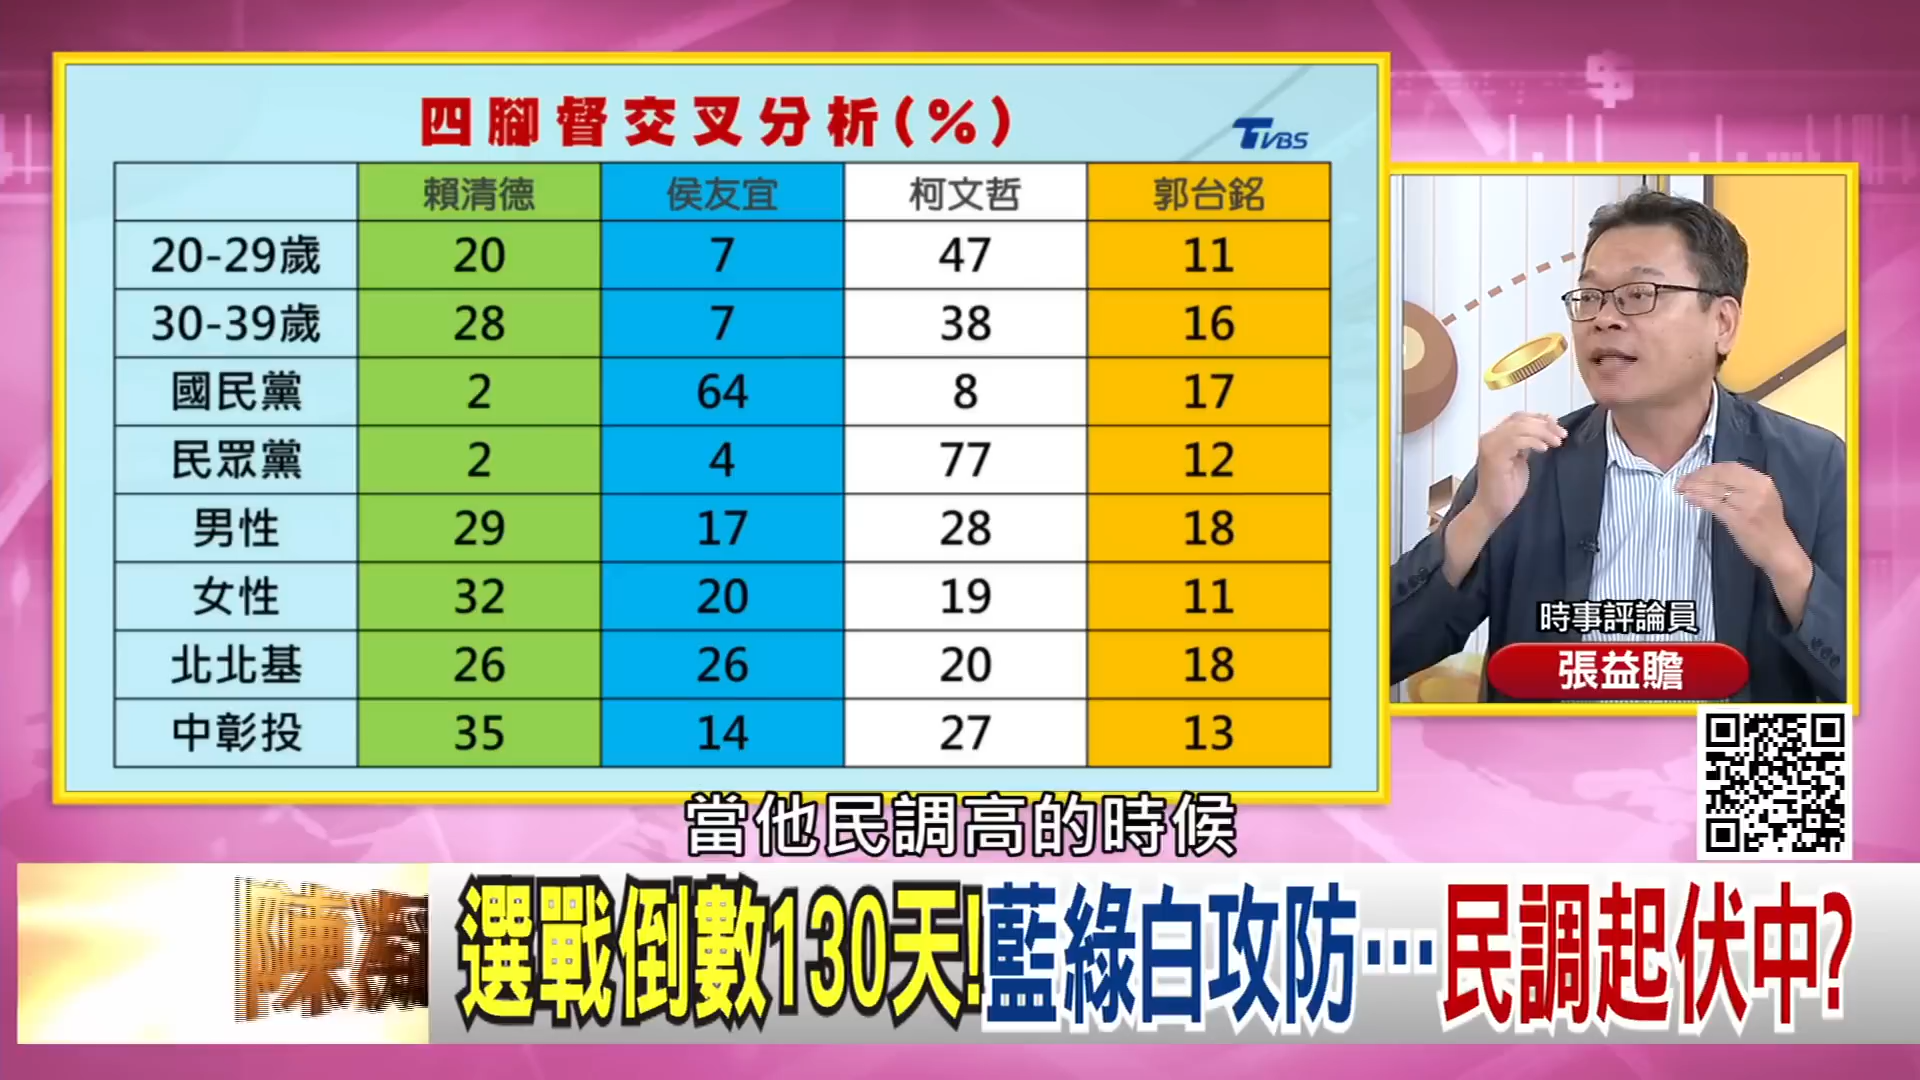 四腳督交叉分析(%)
TVBS
賴清德 侯友宜 柯文哲 郭台銘
20-29歲 20 7 47 11
30-39歲 28 7 38 16
國民黨 2 64 8 17
民眾黨 2 4 77 12
男性 29 17 28 18
女性 32 20 19 11
北北基 26 26 20 18
中彰投 35 14 27 13
時事評論員
張益贍
當他民調高的時候
選戰倒數130天!藍綠白攻防…民調起伏中?